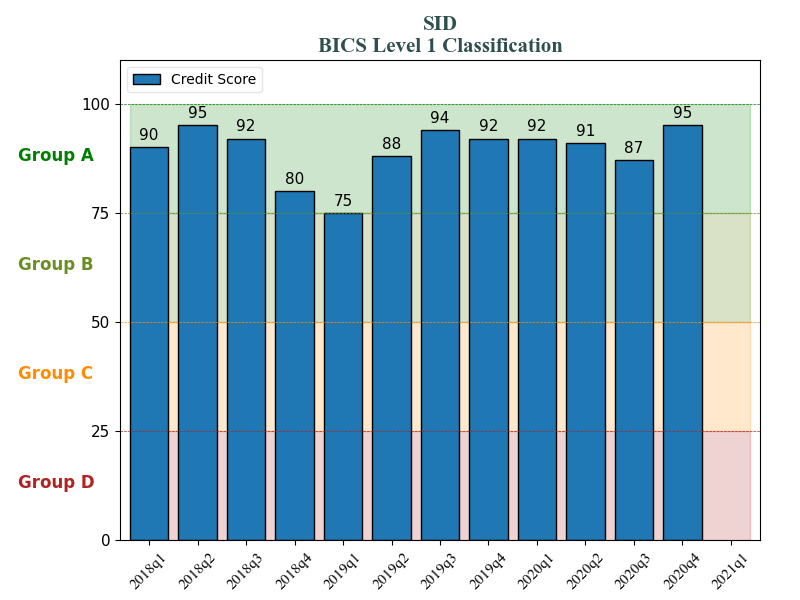 SID
BICS Level 1 Classification
Credit Score
100
75
50
25
0
Group A
Group B
Group C
Group D
90
95
92
80
75
88
94
92
92
91
87
95
2018q1
2018q2
2018q3
2018q4
2019q1
2019q2
2019q3
2019q4
2020q1
2020q2
2020q3
2020q4
2021q1